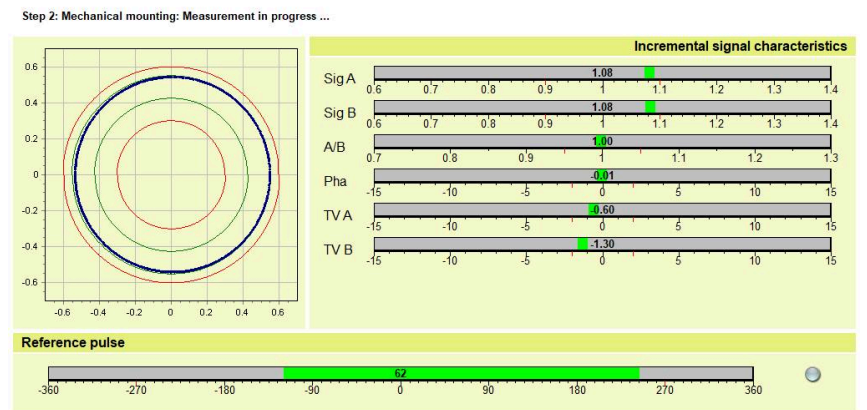 Step 2: Mechanical mounting: Measurement in progress ...
Incremental signal characteristics
0.6
0.4
0.2
0
-0.2
-0.4
-0.6
-0.6 -0.4 -0.2 0 0.2 0.4 0.6
Sig A 1.08
0.6 0.7 0.8 0.9 1 1.1 1.2 1.3 1.4
Sig B 1.08
0.6 0.7 0.8 0.9 1 1.1 1.2 1.3 1.4
A/B 1.00
0.7 0.8 0.9 1 1.1 1.2 1.3
Pha -0.01
-15 -10 -5 0 5 10 15
TV A -0.60
-15 -10 -5 0 5 10 15
TV B -1.30
-15 -10 -5 0 5 10 15
Reference pulse
62
-360 -270 -180 -90 0 90 180 270 360